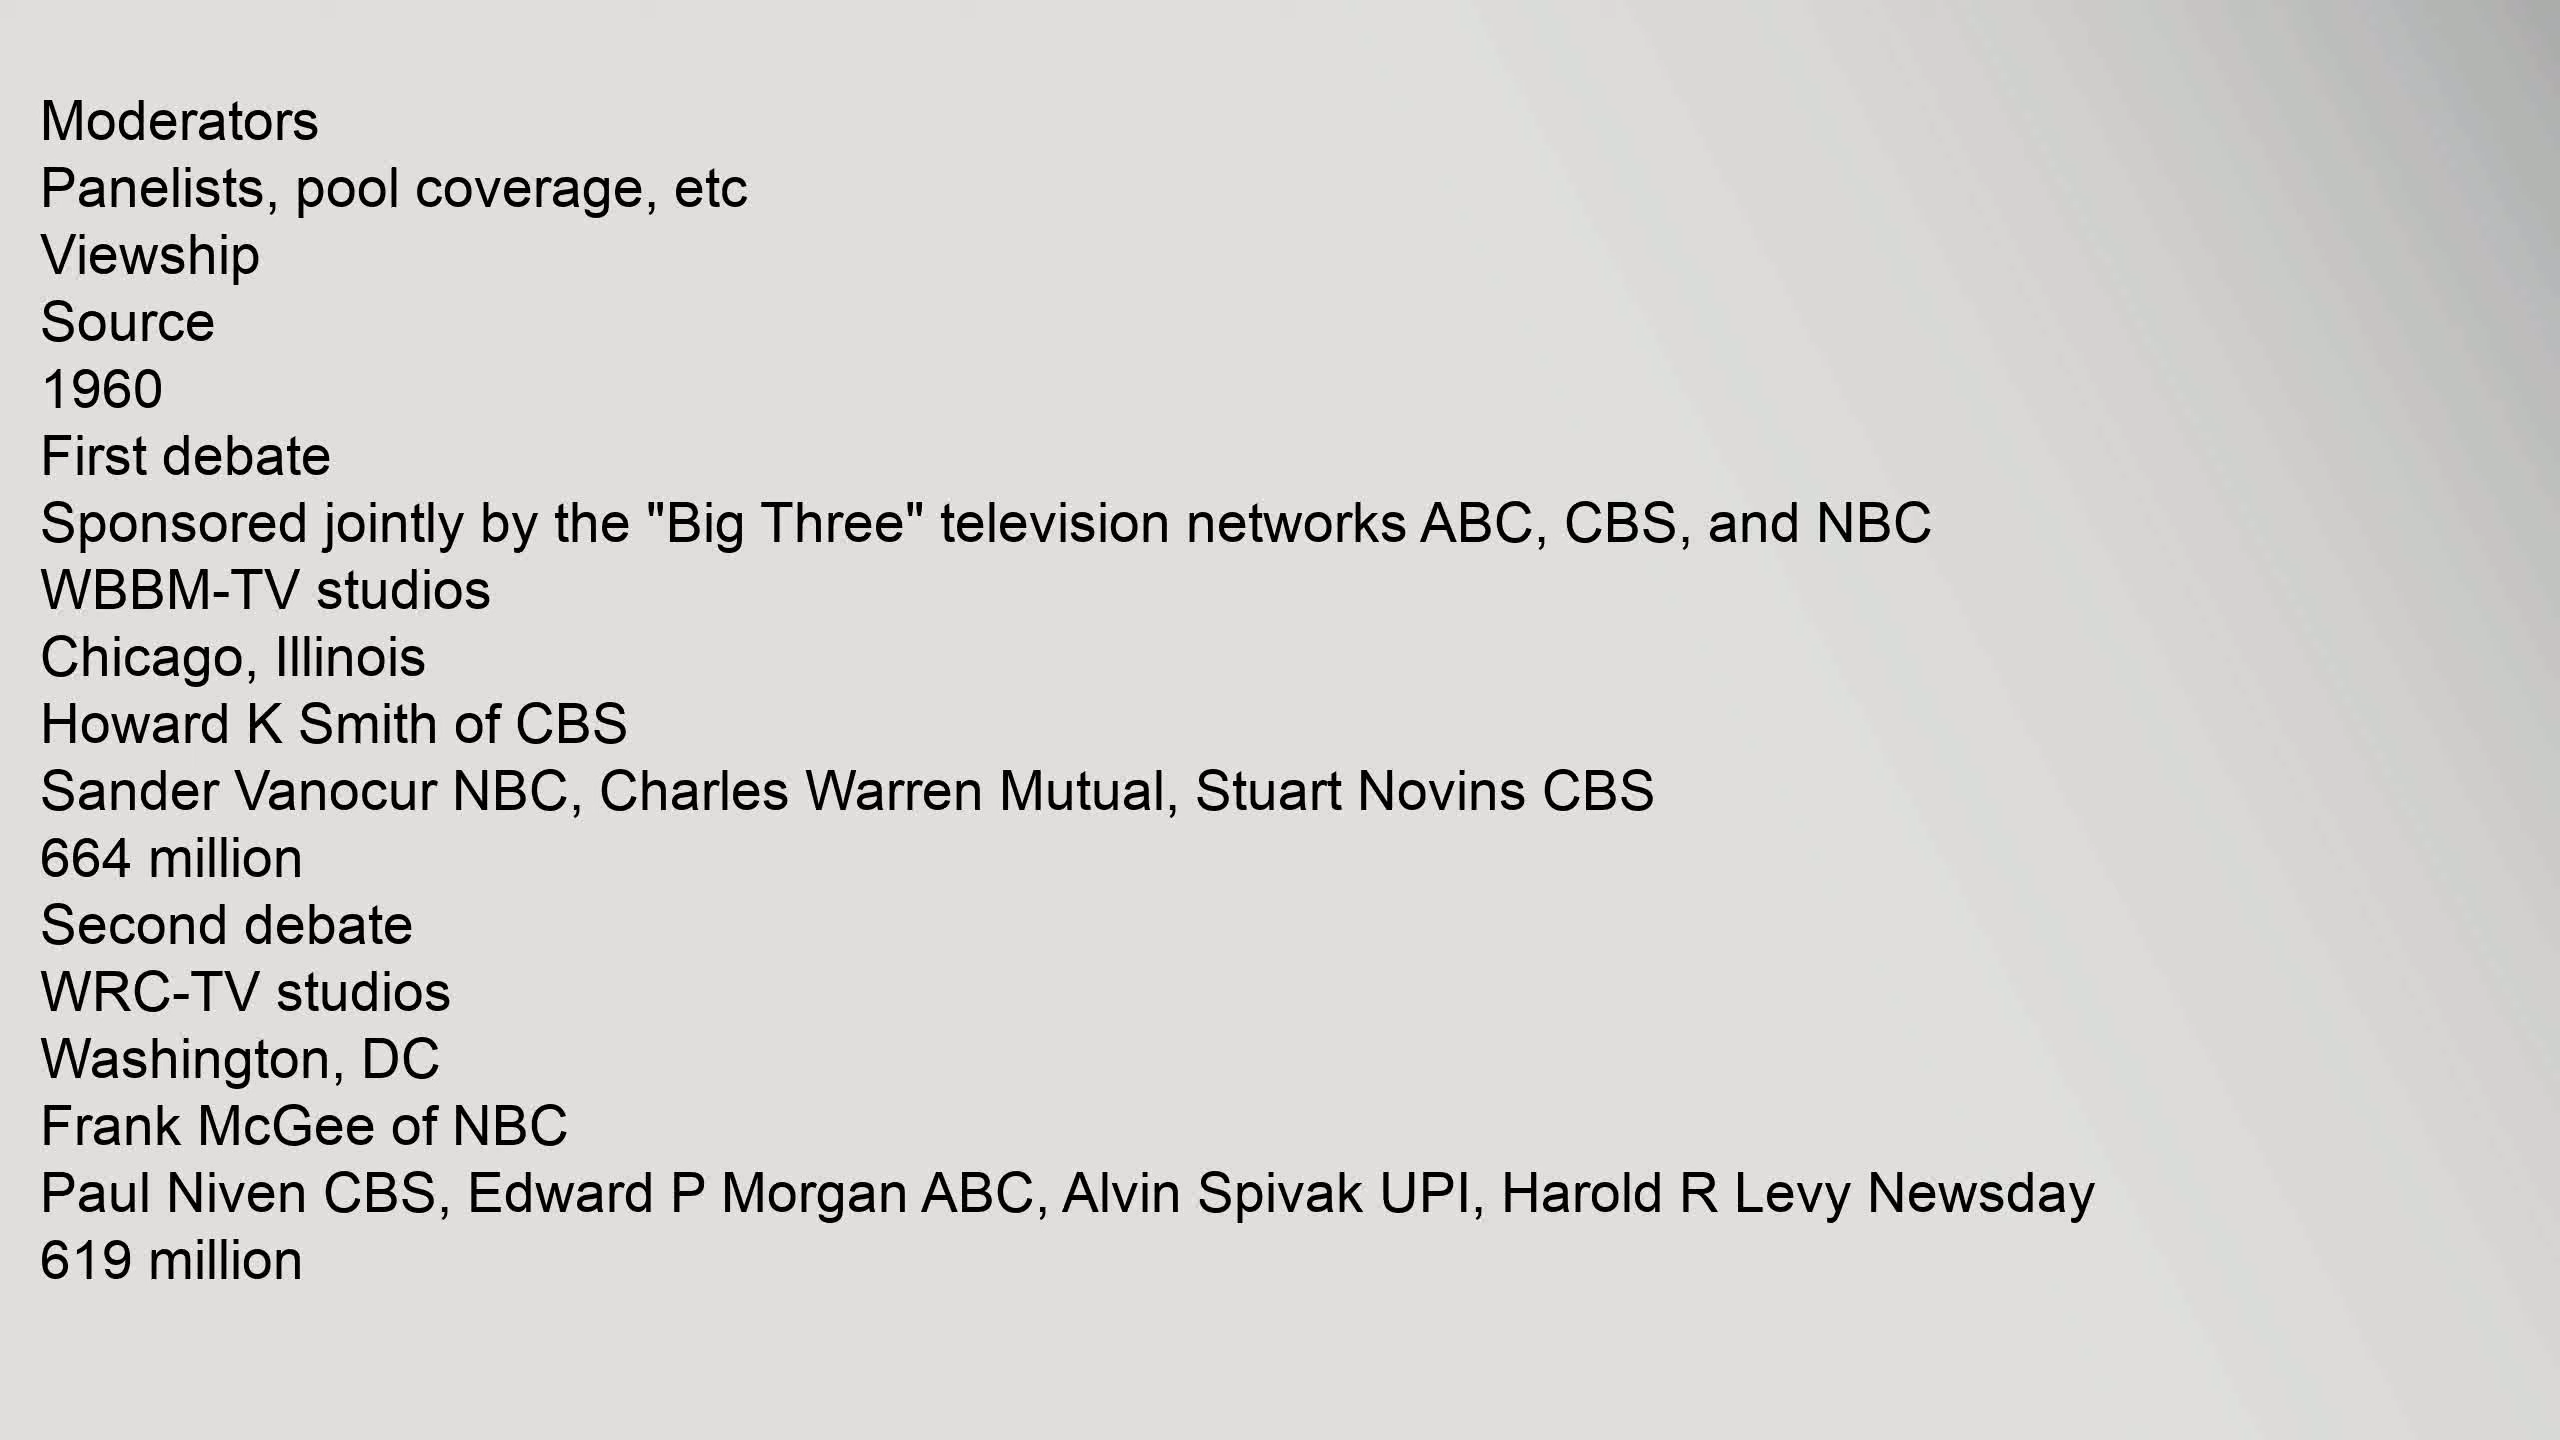 Moderators
Panelists, pool coverage, etc
Viewship
Source
1960
First debate
Sponsored jointly by the "Big Three" television networks ABC, CBS, and NBC
WBBM-TV studios
Chicago, Illinois
Howard K Smith of CBS
Sander Vanocur NBC, Charles Warren Mutual, Stuart Novins CBS
664 million
Second debate
WRC-TV studios
Washington, DC
Frank McGee of NBC
Paul Niven CBS, Edward P Morgan ABC, Alvin Spivak UPI, Harold R Levy Newsday
619 million